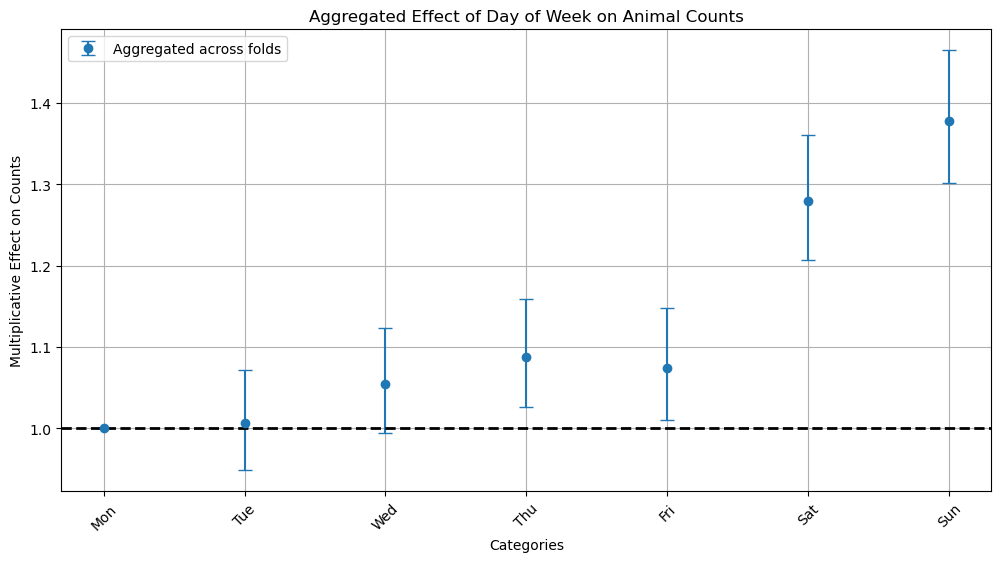 Aggregated Effect of Day of Week on Animal Counts
Aggregated across folds
Multiplicative Effect on Counts
1.4
1.3
1.2
1.1
1.0
Mon
Tue
Wed
Thu
Fri
Sat
Sun
Categories